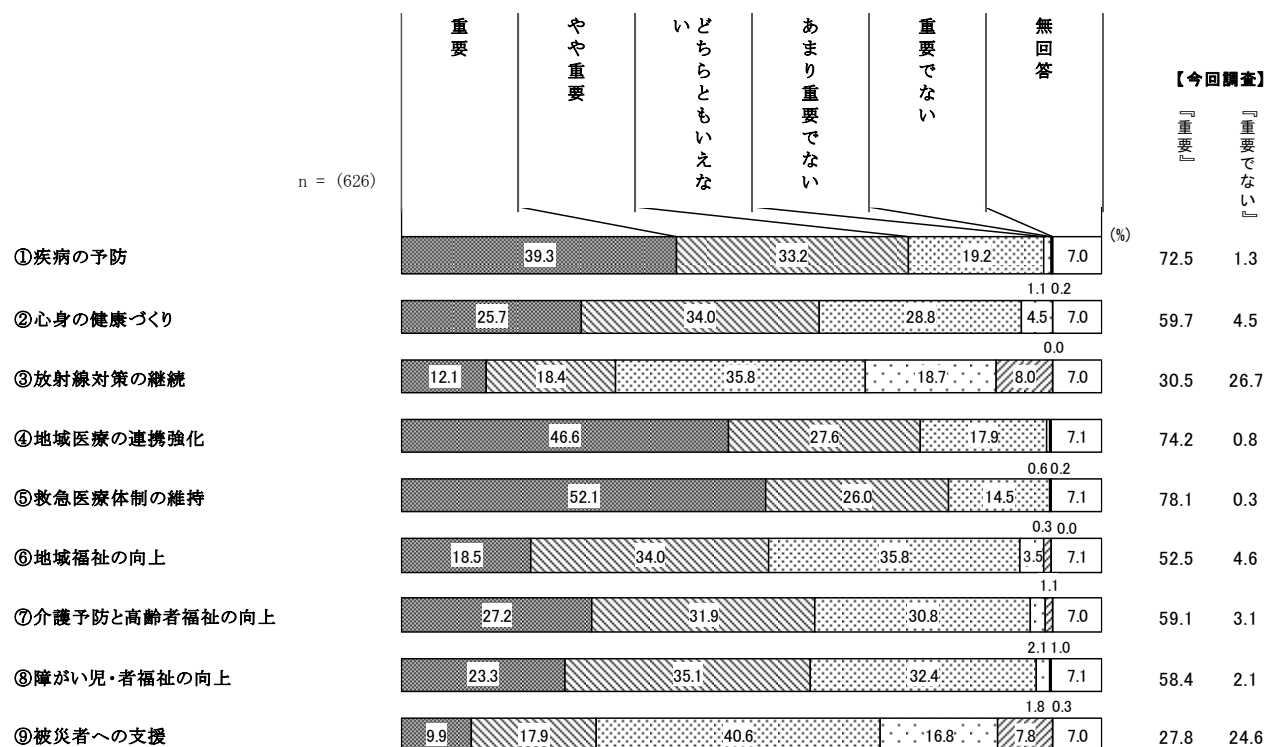 重要
やや重要
どちらともいえない
あまり重要でない
重要でない
無回答
【今回調査】
『重要』
『重要でない』
n = (626)
(%)
①疾病の予防 39.3 33.2 19.2 7.0 72.5 1.3
1.1 0.2
②心身の健康づくり 25.7 34.0 28.8 4.5 7.0 59.7 4.5
0.0
③放射線対策の継続 12.1 18.4 35.8 18.7 8.0 7.0 30.5 26.7
④地域医療の連携強化 46.6 27.6 17.9 7.1 74.2 0.8
0.6 0.2
⑤救急医療体制の維持 52.1 26.0 14.5 7.1 78.1 0.3
0.3 0.0
⑥地域福祉の向上 18.5 34.0 35.8 3.5 7.1 52.5 4.6
1.1
⑦介護予防と高齢者福祉の向上 27.2 31.9 30.8 7.0 59.1 3.1
2.1 1.0
⑧障がい児・者福祉の向上 23.3 35.1 32.4 7.1 58.4 2.1
1.8 0.3
⑨被災者への支援 9.9 17.9 40.6 16.8 7.8 7.0 27.8 24.6